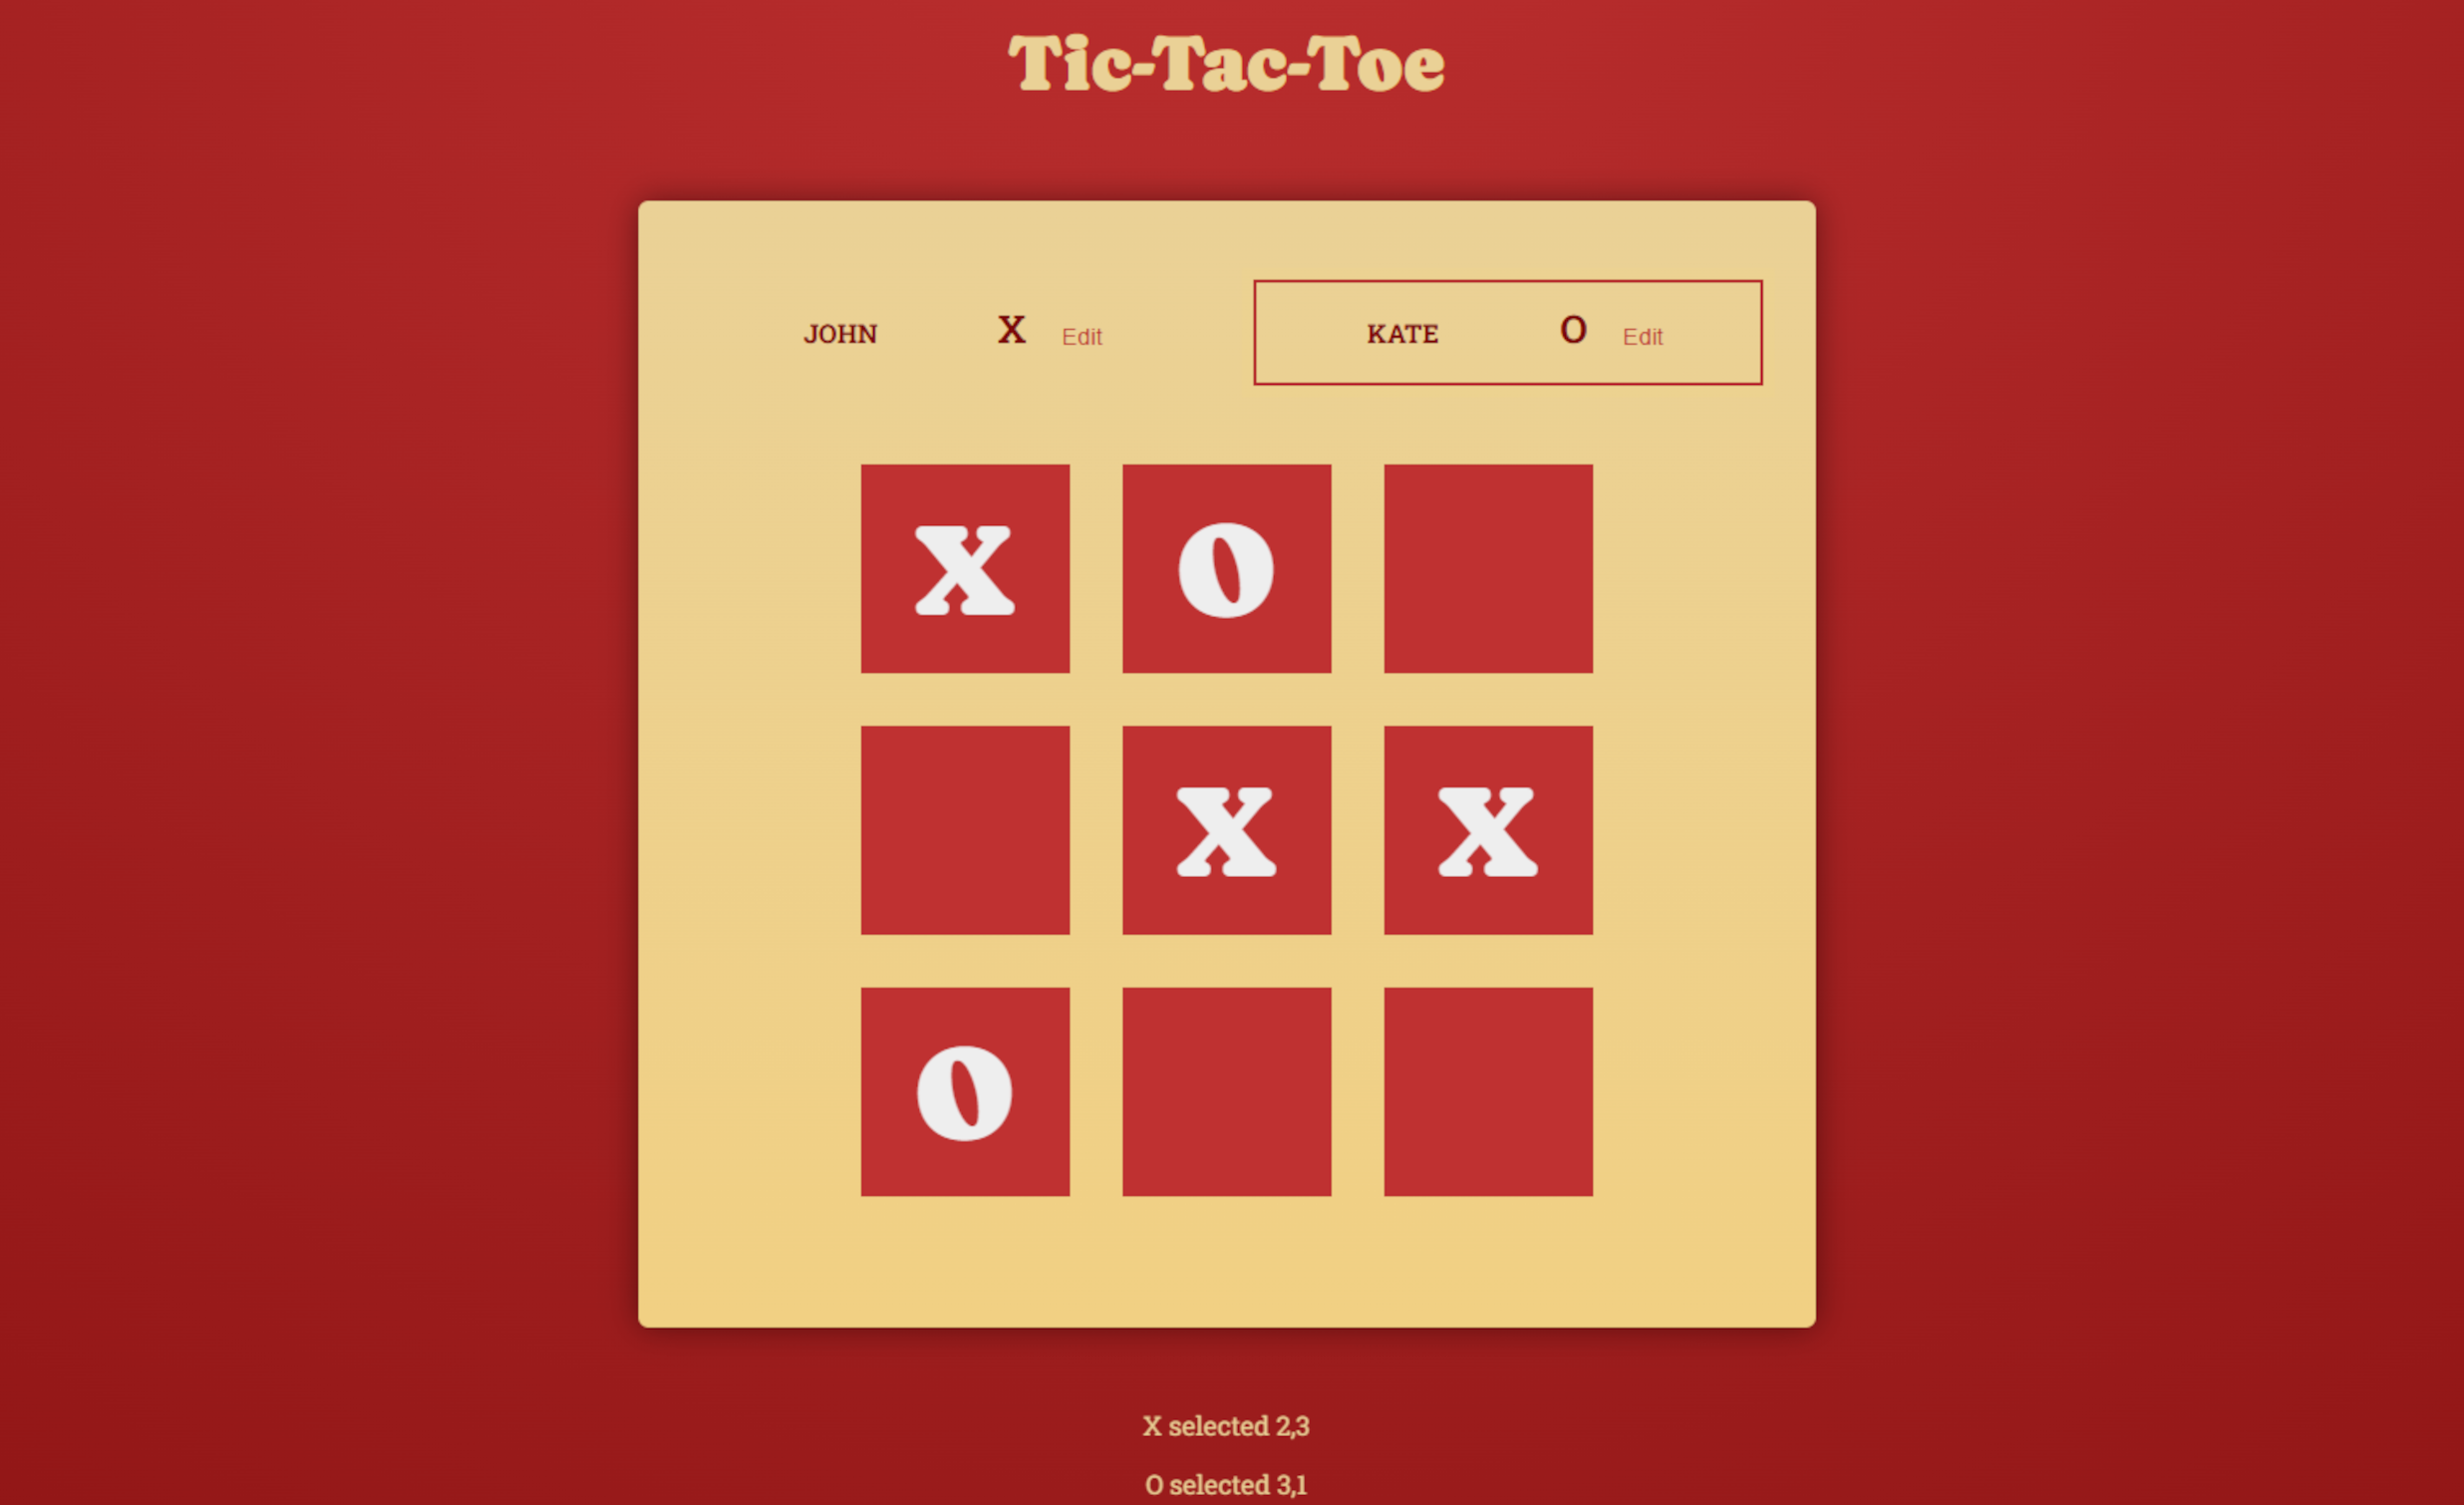 Tic-Tac-Toe
JOHN X Edit KATE O Edit
X O
X X
O
X selected 2,3
O selected 3,1